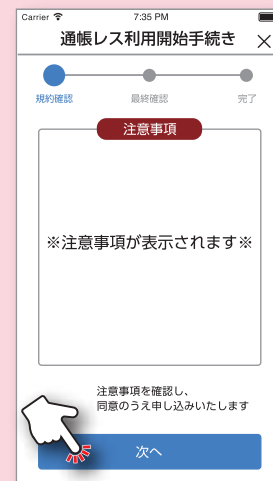 Carrier 7:35 PM
通帳レス利用開始手続き ×
規約確認 最終確認 完了
注意事項
※注意事項が表示されます※
注意事項を確認し、
同意のうえ申し込みいたします
次へ